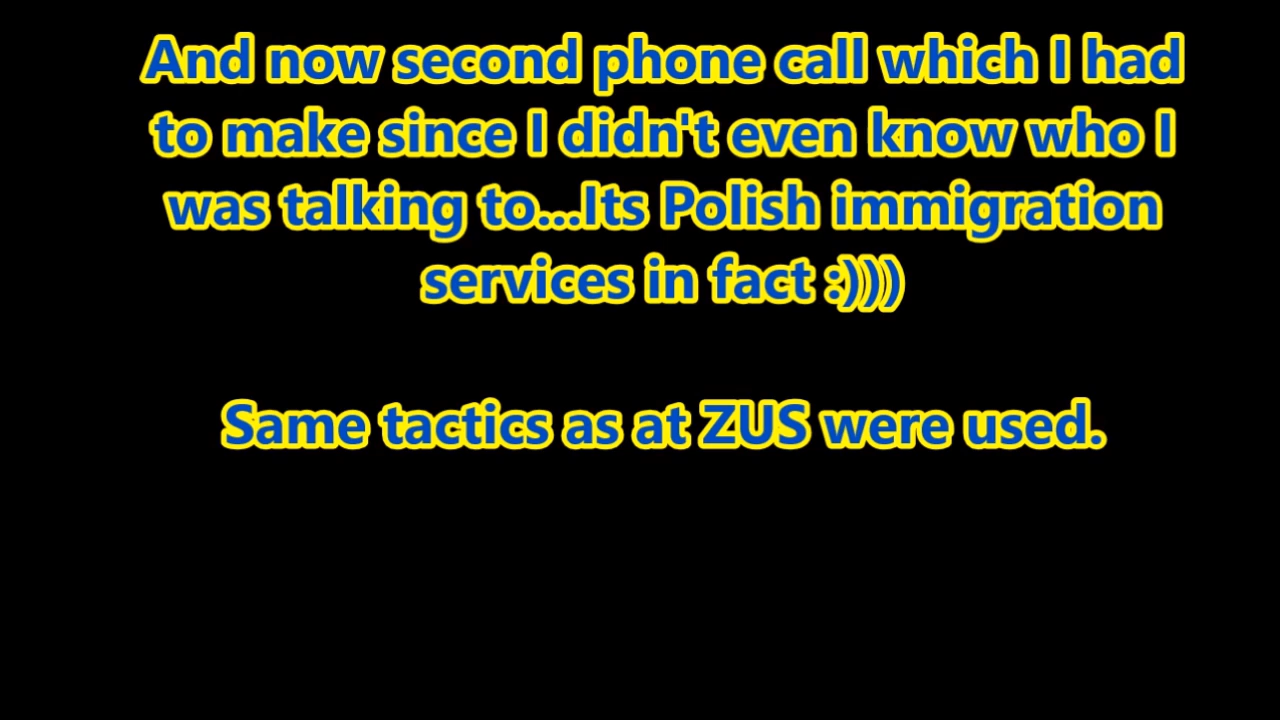 And now second phone call which I had
to make since I didn't even know who I
was talking to...Its Polish immigration
services in fact :)))
Same tactics as at ZUS were used.